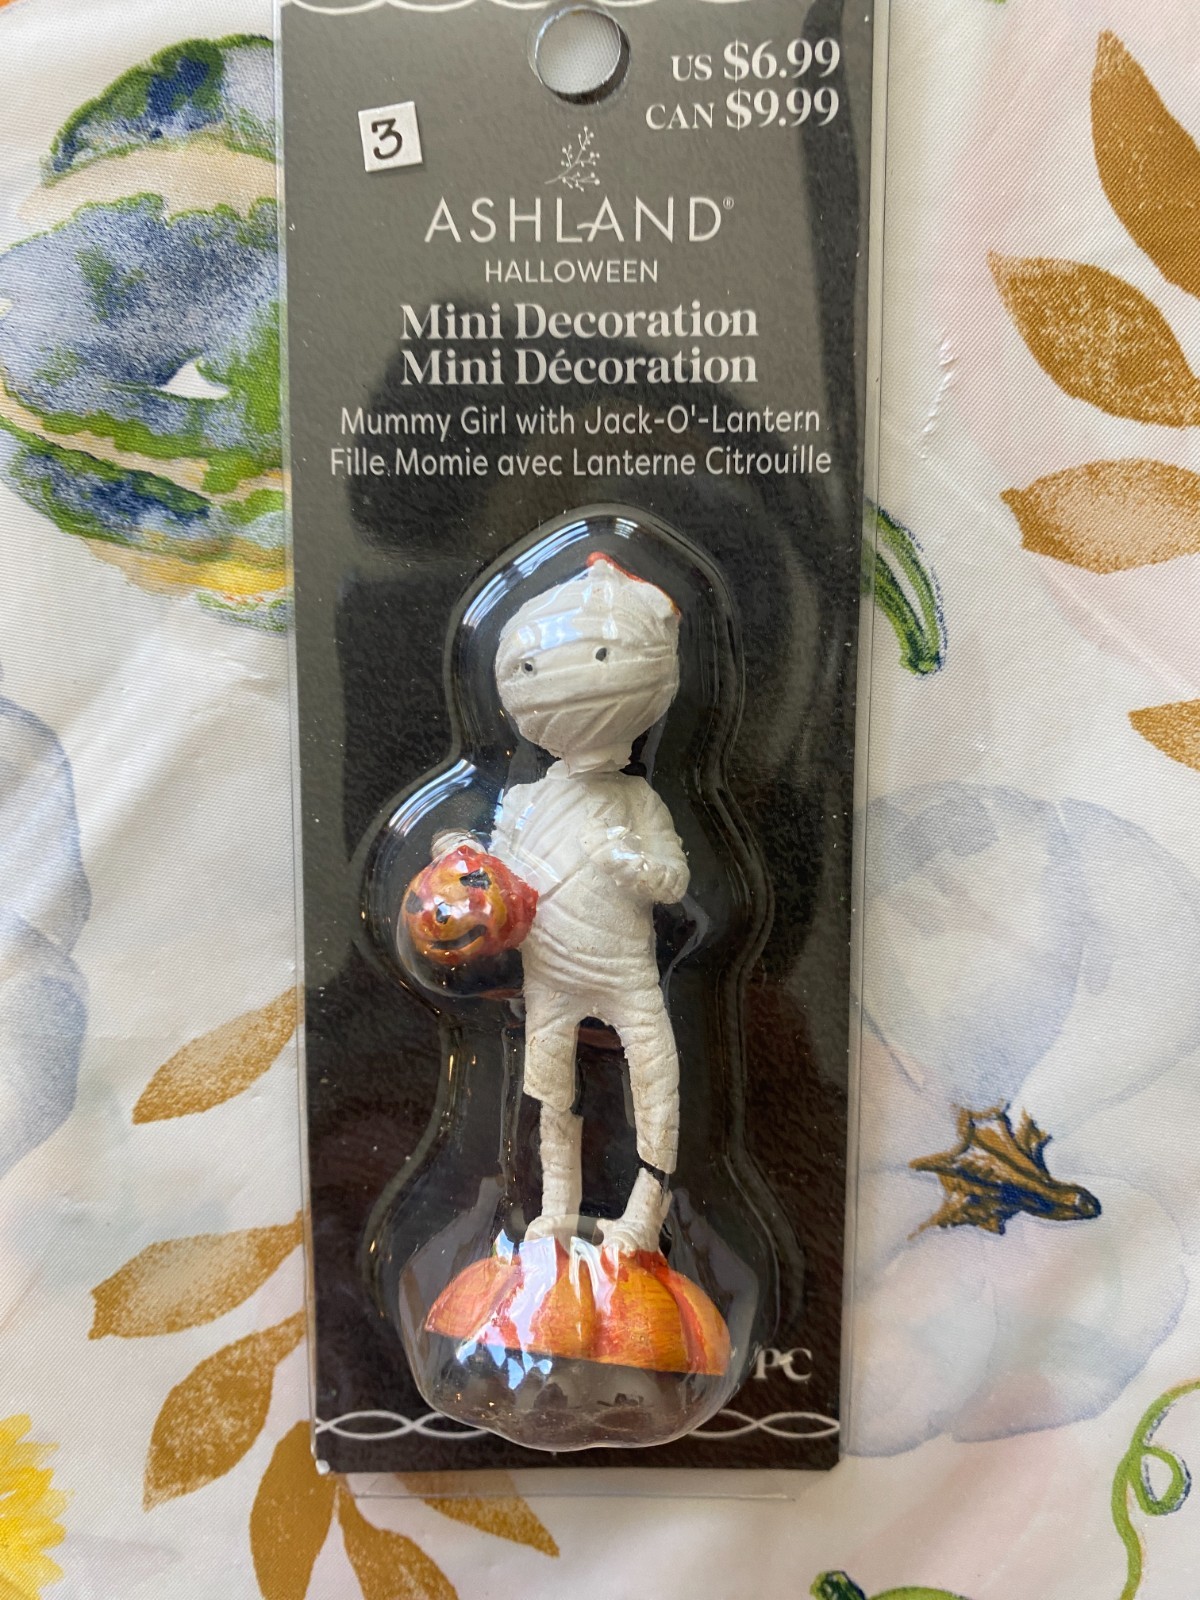 US $6.99
CAN $9.99
3
ASHLAND®
HALLOWEEN
Mini Decoration
Mini Décoration
Mummy Girl with Jack-O'-Lantern
Fille Momie avec Lanterne Citrouille
PC